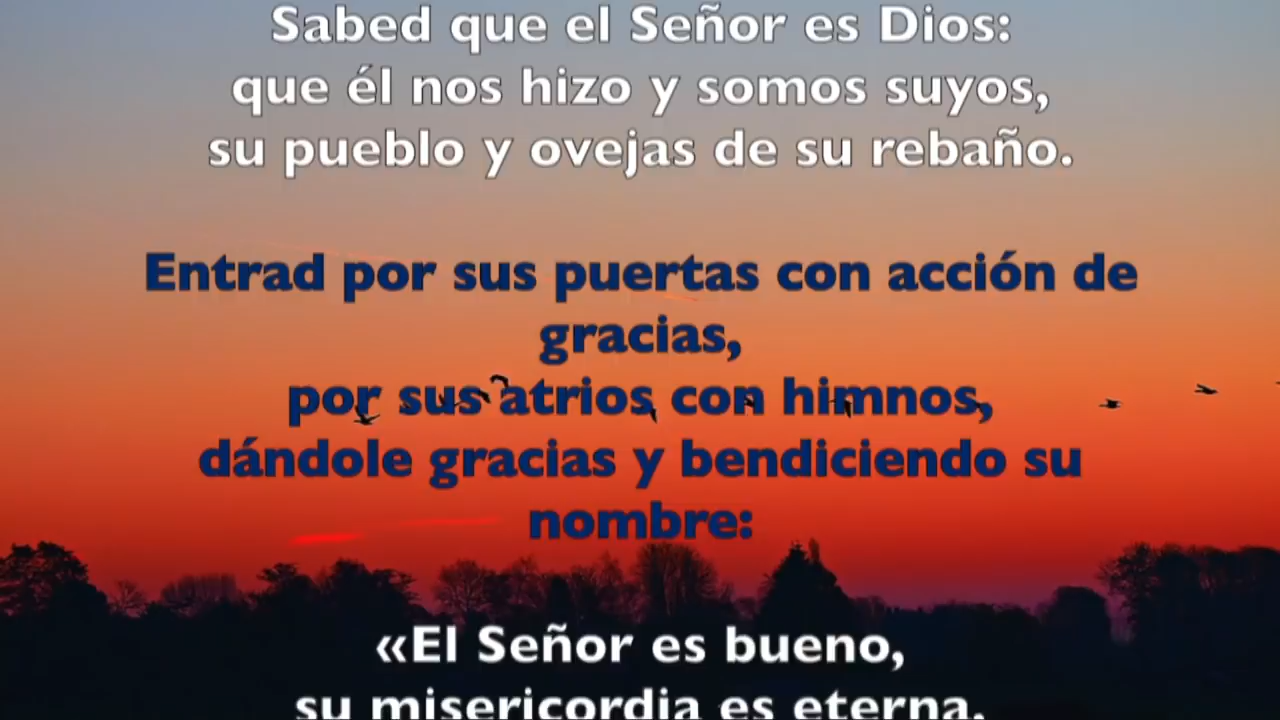 Sabed que el Señor es Dios:
que él nos hizo y somos suyos,
su pueblo y ovejas de su rebaño.
Entrad por sus puertas con acción de
gracias,
por sus atrios con himnos,
dándole gracias y bendiciendo su
nombre:
«El Señor es bueno,
su misericordia es eterna,